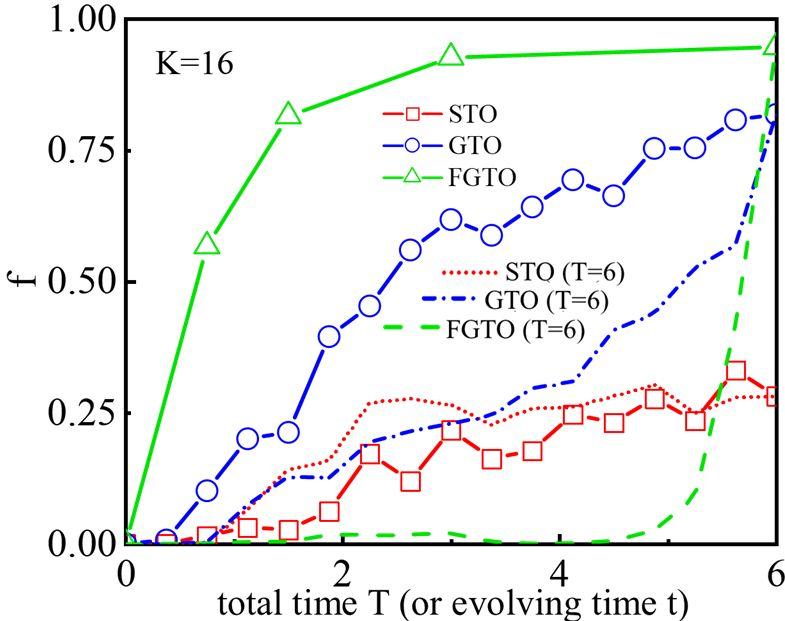 1.00
K=16
STO
GTO
FGTO
0.75
f
0.50
STO (T=6)
GTO (T=6)
FGTO (T=6)
0.25
0.00
0
2
4
6
total time T (or evolving time t)